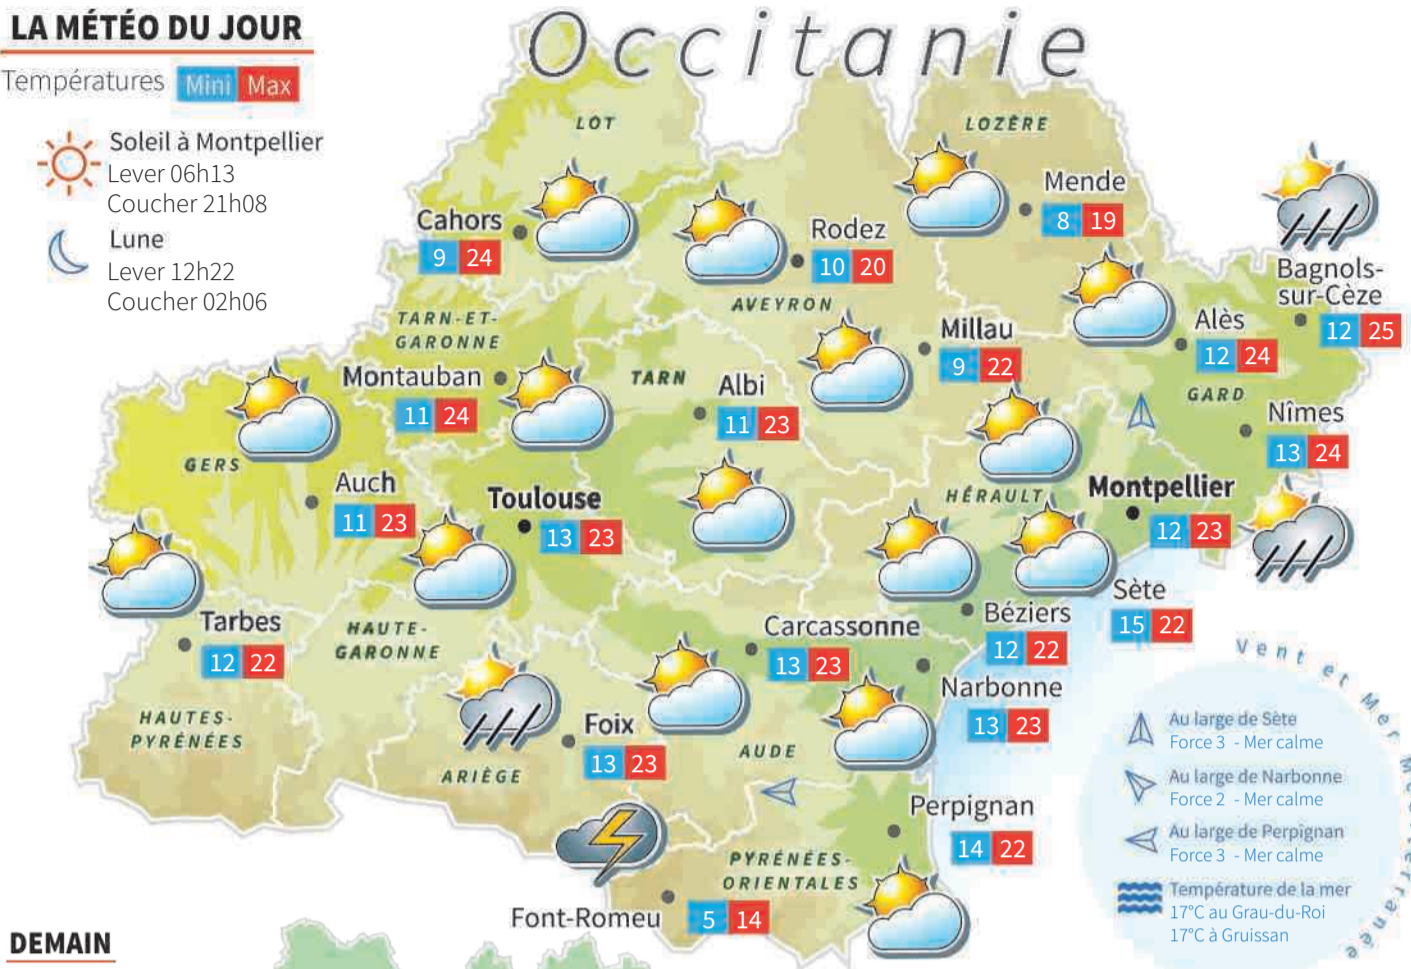 LA MÉTÉO DU JOUR
Occitanie
Températures Mini Max
Soleil à Montpellier
Lever 06h13
Coucher 21h08
Lune
Lever 12h22
Coucher 02h06
LOT
LOZÈRE
Mende
8 19
Cahors
9 24
Rodez
10 20
AVEYRON
Bagnols-
sur-Cèze
12 25
TARN-ET-
GARONNE
Millau
9 22
Alès
12 24
GARD
Montauban
11 24
TARN
Albi
11 23
Nîmes
13 24
GERS
Auch
11 23
Toulouse
13 23
HÉRAULT
Montpellier
12 23
Sète
15 22
Tarbes
12 22
HAUTE-
GARONNE
Carcassonne
13 23
Béziers
12 22
Narbonne
13 23
HAUTES-
PYRÉNÉES
Foix
13 23
ARIÈGE
AUDE
Perpignan
14 22
PYRÉNÉES-
ORIENTALES
Font-Romeu
5 14
Vent et Mer Méditerranée
Au large de Sète
Force 3 - Mer calme
Au large de Narbonne
Force 2 - Mer calme
Au large de Perpignan
Force 3 - Mer calme
Température de la mer
17°C au Grau-du-Roi
17°C à Gruissan
DEMAIN